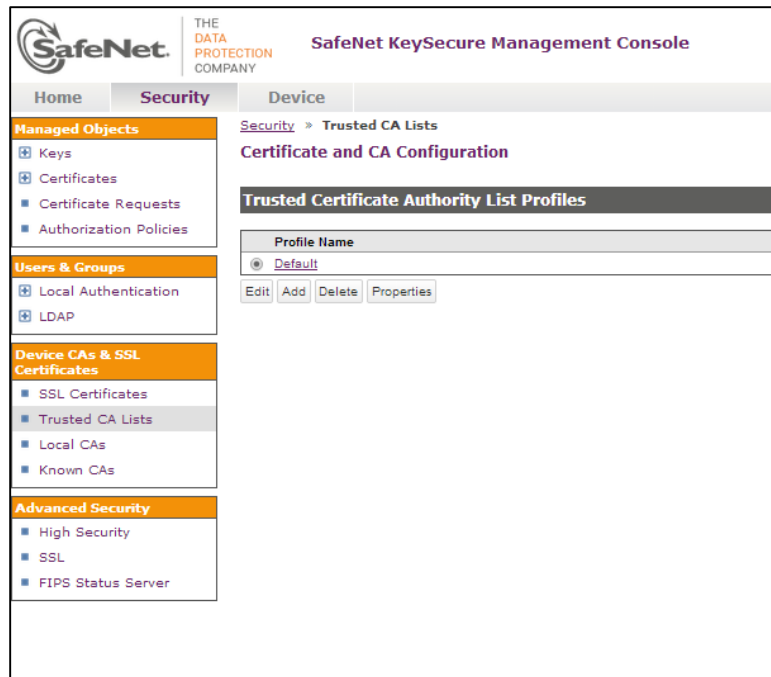 SafeNet.
THE
DATA
PROTECTION
COMPANY
SafeNet KeySecure Management Console
Home Security Device
Managed Objects
Keys
Certificates
Certificate Requests
Authorization Policies
Users & Groups
Local Authentication
LDAP
Device CAs & SSL
Certificates
SSL Certificates
Trusted CA Lists
Local CAs
Known CAs
Advanced Security
High Security
SSL
FIPS Status Server
Security » Trusted CA Lists
Certificate and CA Configuration
Trusted Certificate Authority List Profiles
Profile Name
Default
Edit Add Delete Properties